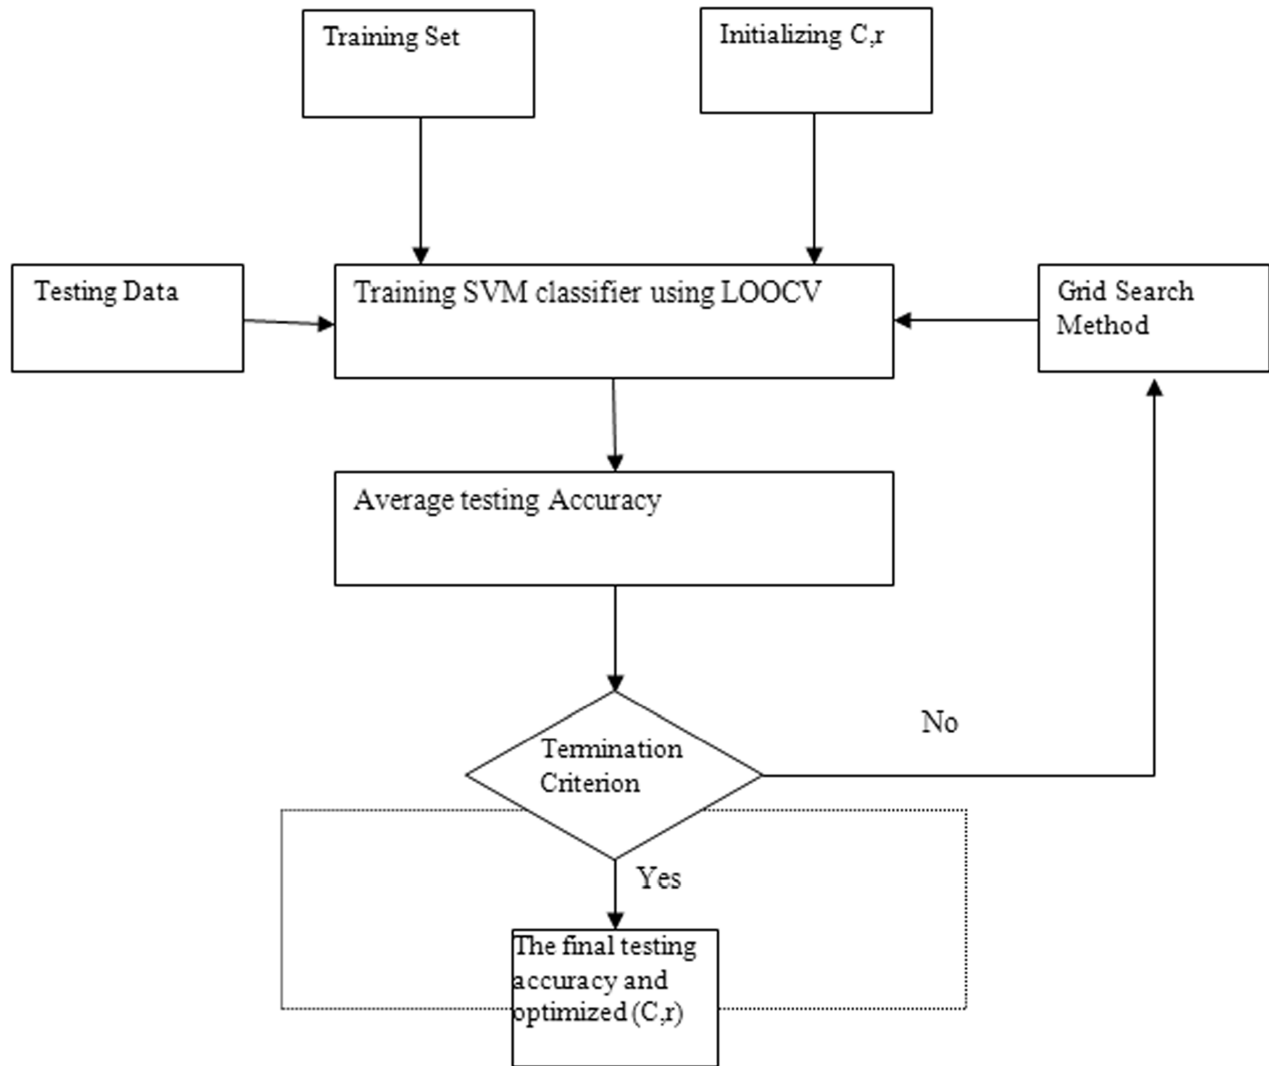 Training Set
Initializing C,r
Testing Data
Training SVM classifier using LOOCV
Grid Search
Method
Average testing Accuracy
No
Termination
Criterion
Yes
The final testing
accuracy and
optimized (C,r)